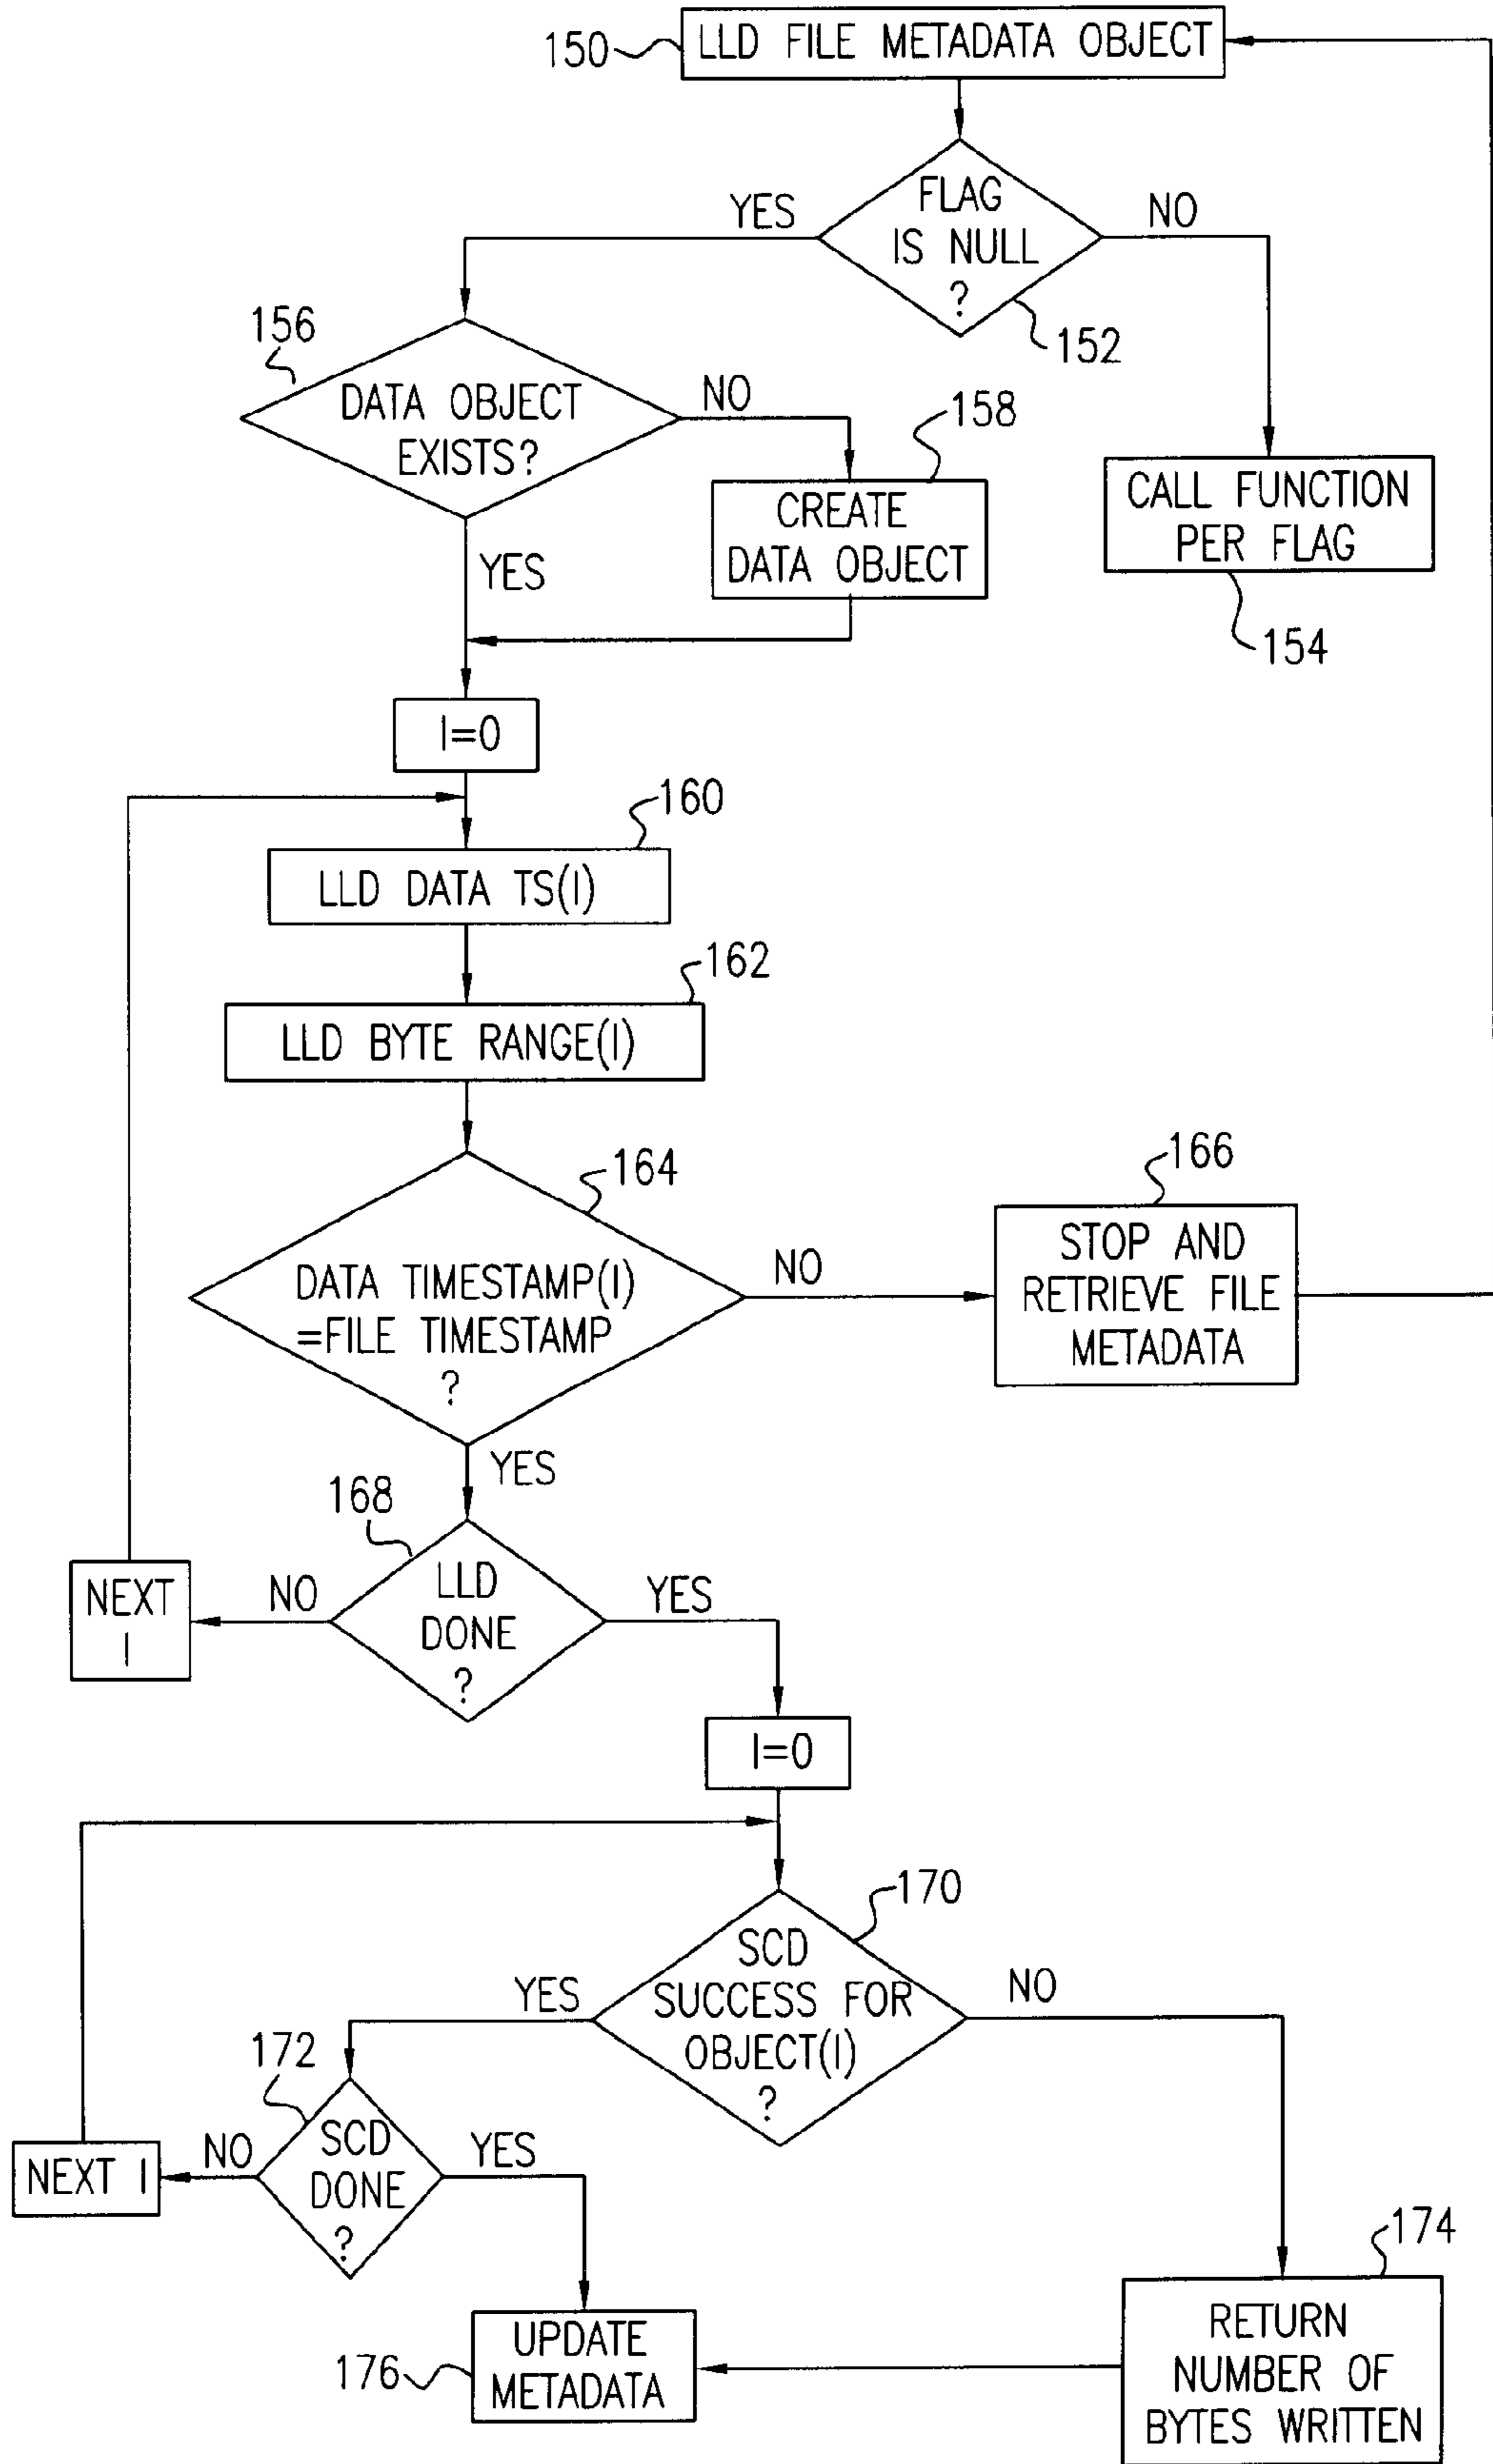 150
LLD FILE METADATA OBJECT
FLAG
IS NULL
?
YES
NO
152
156
DATA OBJECT
EXISTS?
NO
158
CREATE
DATA OBJECT
CALL FUNCTION
PER FLAG
154
YES
I=0
160
LLD DATA TS(I)
162
LLD BYTE RANGE(I)
164
DATA TIMESTAMP(I)
=FILE TIMESTAMP
?
NO
166
STOP AND
RETRIEVE FILE
METADATA
YES
168
LLD
DONE
?
NO
NEXT
I
YES
I=0
170
SCD
SUCCESS FOR
OBJECT(I)
?
YES
NO
172
SCD
DONE
?
NO
NEXT I
YES
174
RETURN
NUMBER OF
BYTES WRITTEN
UPDATE
METADATA
176